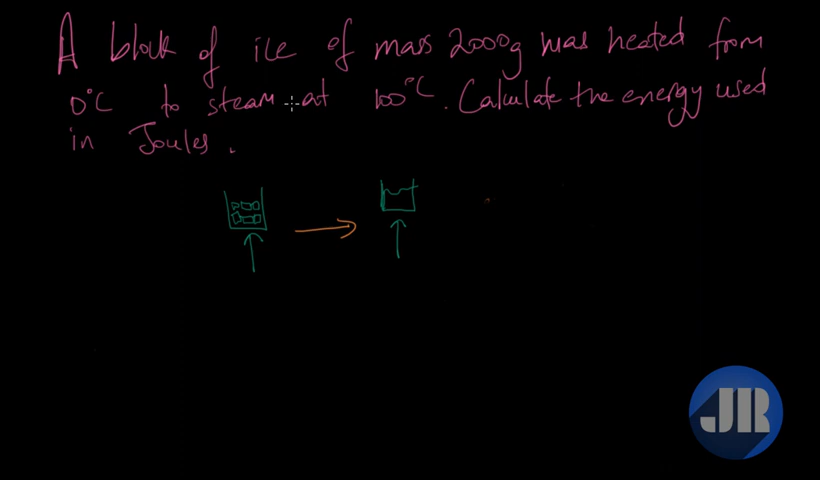 A block of ice of mass 2000g was heated from
0°C to steam at 100°C. Calculate the energy used
in Joules.
JR